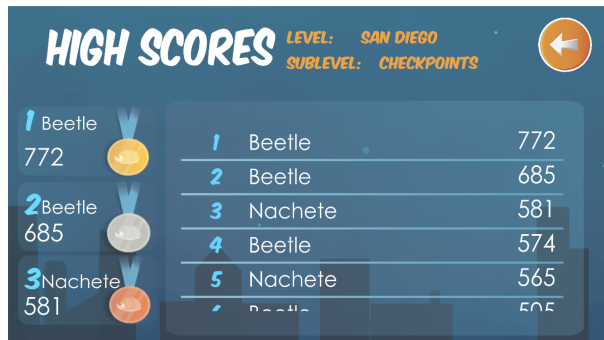 HIGH SCORES
LEVEL: SAN DIEGO
SUBLEVEL: CHECKPOINTS
1 Beetle
772
2 Beetle
685
3 Nachete
581
1 Beetle 772
2 Beetle 685
3 Nachete 581
4 Beetle 574
5 Nachete 565